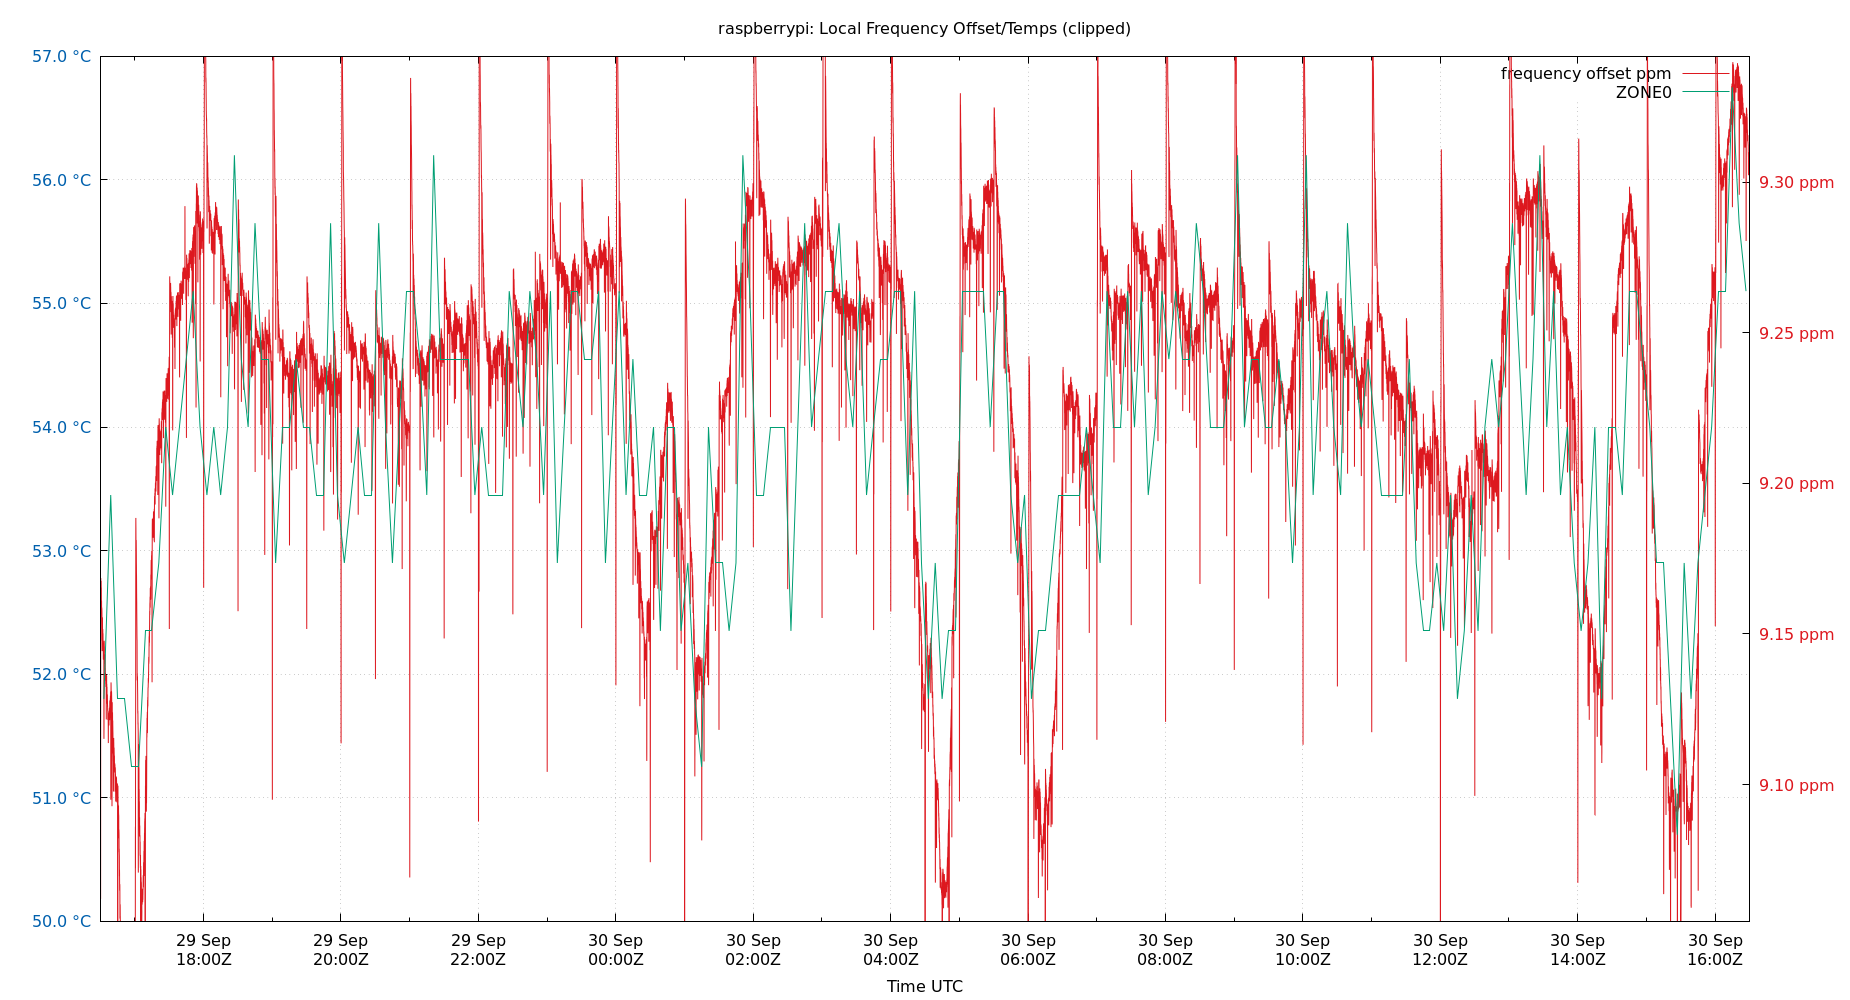 raspberrypi: Local Frequency Offset/Temps (clipped)
57.0 °C
56.0 °C
55.0 °C
54.0 °C
53.0 °C
52.0 °C
51.0 °C
50.0 °C
frequency offset ppm
ZONE0
9.30 ppm
9.25 ppm
9.20 ppm
9.15 ppm
9.10 ppm
29 Sep
18:00Z
29 Sep
20:00Z
29 Sep
22:00Z
30 Sep
00:00Z
30 Sep
02:00Z
30 Sep
04:00Z
30 Sep
06:00Z
30 Sep
08:00Z
30 Sep
10:00Z
30 Sep
12:00Z
30 Sep
14:00Z
30 Sep
16:00Z
Time UTC